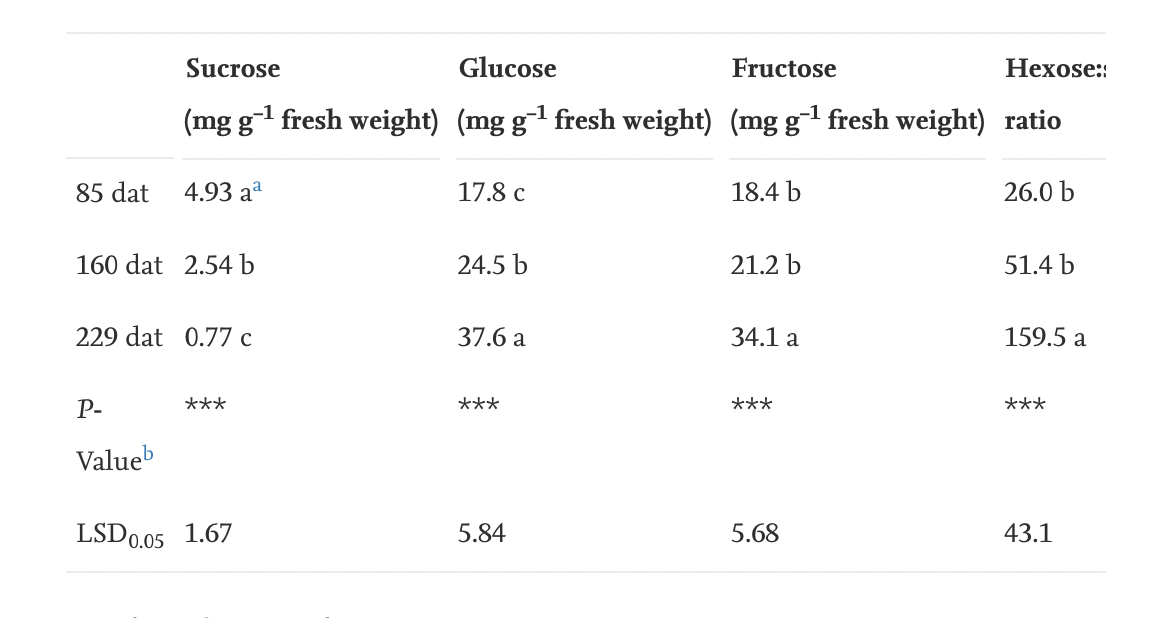 Sucrose Glucose Fructose Hexose::
(mg g⁻¹ fresh weight) (mg g⁻¹ fresh weight) (mg g⁻¹ fresh weight) ratio
85 dat 4.93 aᵃ 17.8 c 18.4 b 26.0 b
160 dat 2.54 b 24.5 b 21.2 b 51.4 b
229 dat 0.77 c 37.6 a 34.1 a 159.5 a
P- *** *** *** ***
Valueᵇ
LSD₀.₀₅ 1.67 5.84 5.68 43.1